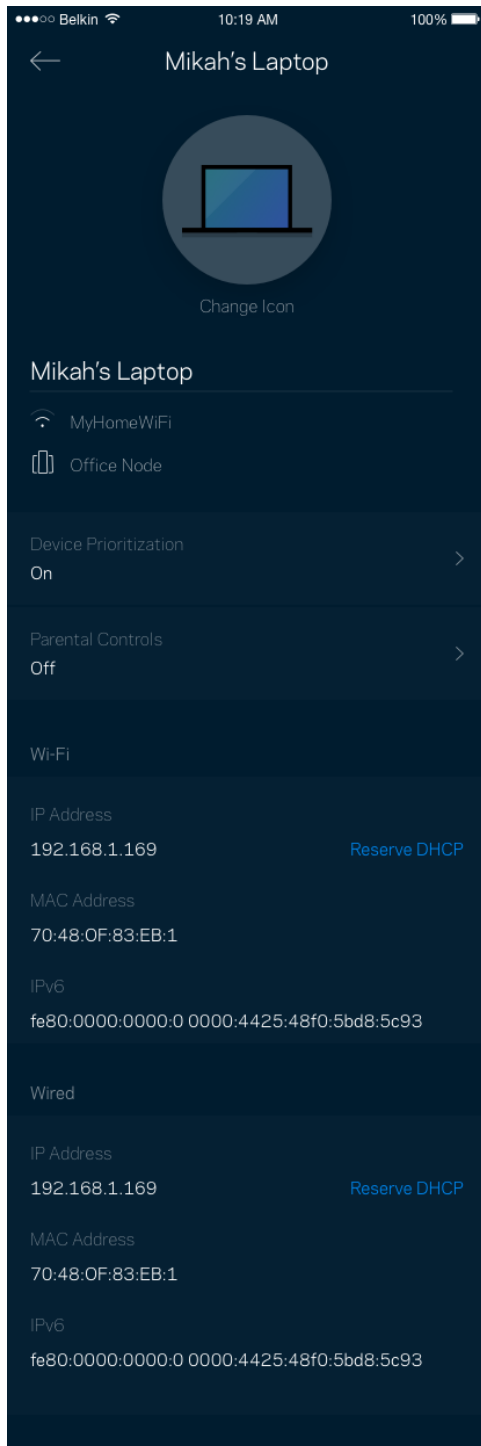 Belkin 10:19 AM 100%
Mikah's Laptop
Change Icon
Mikah's Laptop
MyHomeWiFi
Office Node
Device Prioritization
On
Parental Controls
Off
Wi-Fi
IP Address
192.168.1.169 Reserve DHCP
MAC Address
70:48:0F:83:EB:1
IPv6
fe80:0000:0000:0 0000:4425:48f0:5bd8:5c93
Wired
IP Address
192.168.1.169 Reserve DHCP
MAC Address
70:48:0F:83:EB:1
IPv6
fe80:0000:0000:0 0000:4425:48f0:5bd8:5c93